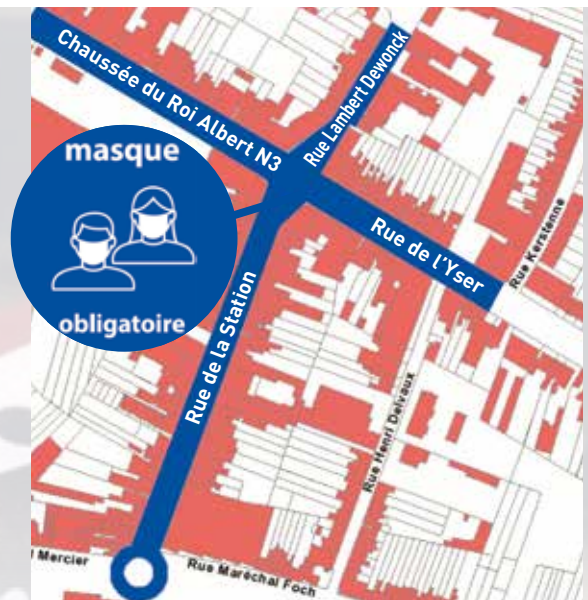 Chaussée du Roi Albert N3
Rue Lambert Dewonck
masque
obligatoire
Rue de l'Yser
Rue Kerstenne
Rue de la Station
Rue Henri Delvaux
l Mercier
Rue Maréchal Foch